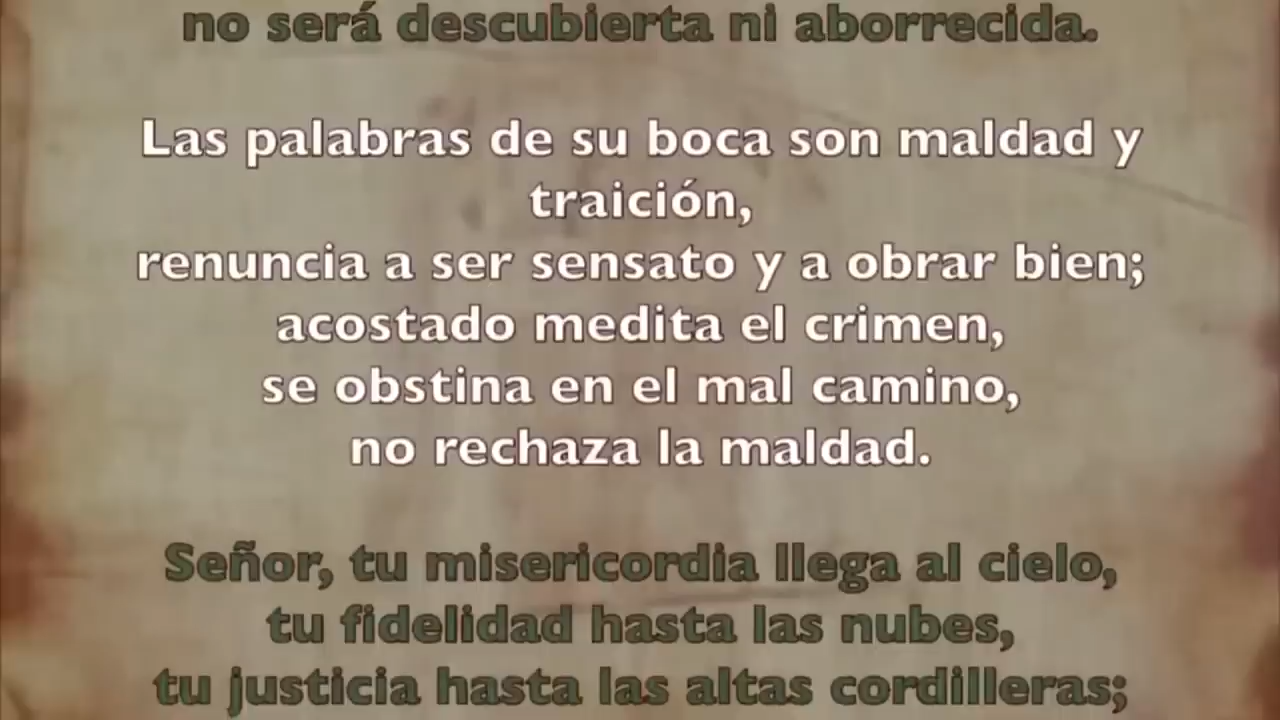 no será descubierta ni aborrecida.
Las palabras de su boca son maldad y
traición,
renuncia a ser sensato y a obrar bien;
acostado medita el crimen,
se obstina en el mal camino,
no rechaza la maldad.
Señor, tu misericordia llega al cielo,
tu fidelidad hasta las nubes,
tu justicia hasta las altas cordilleras;